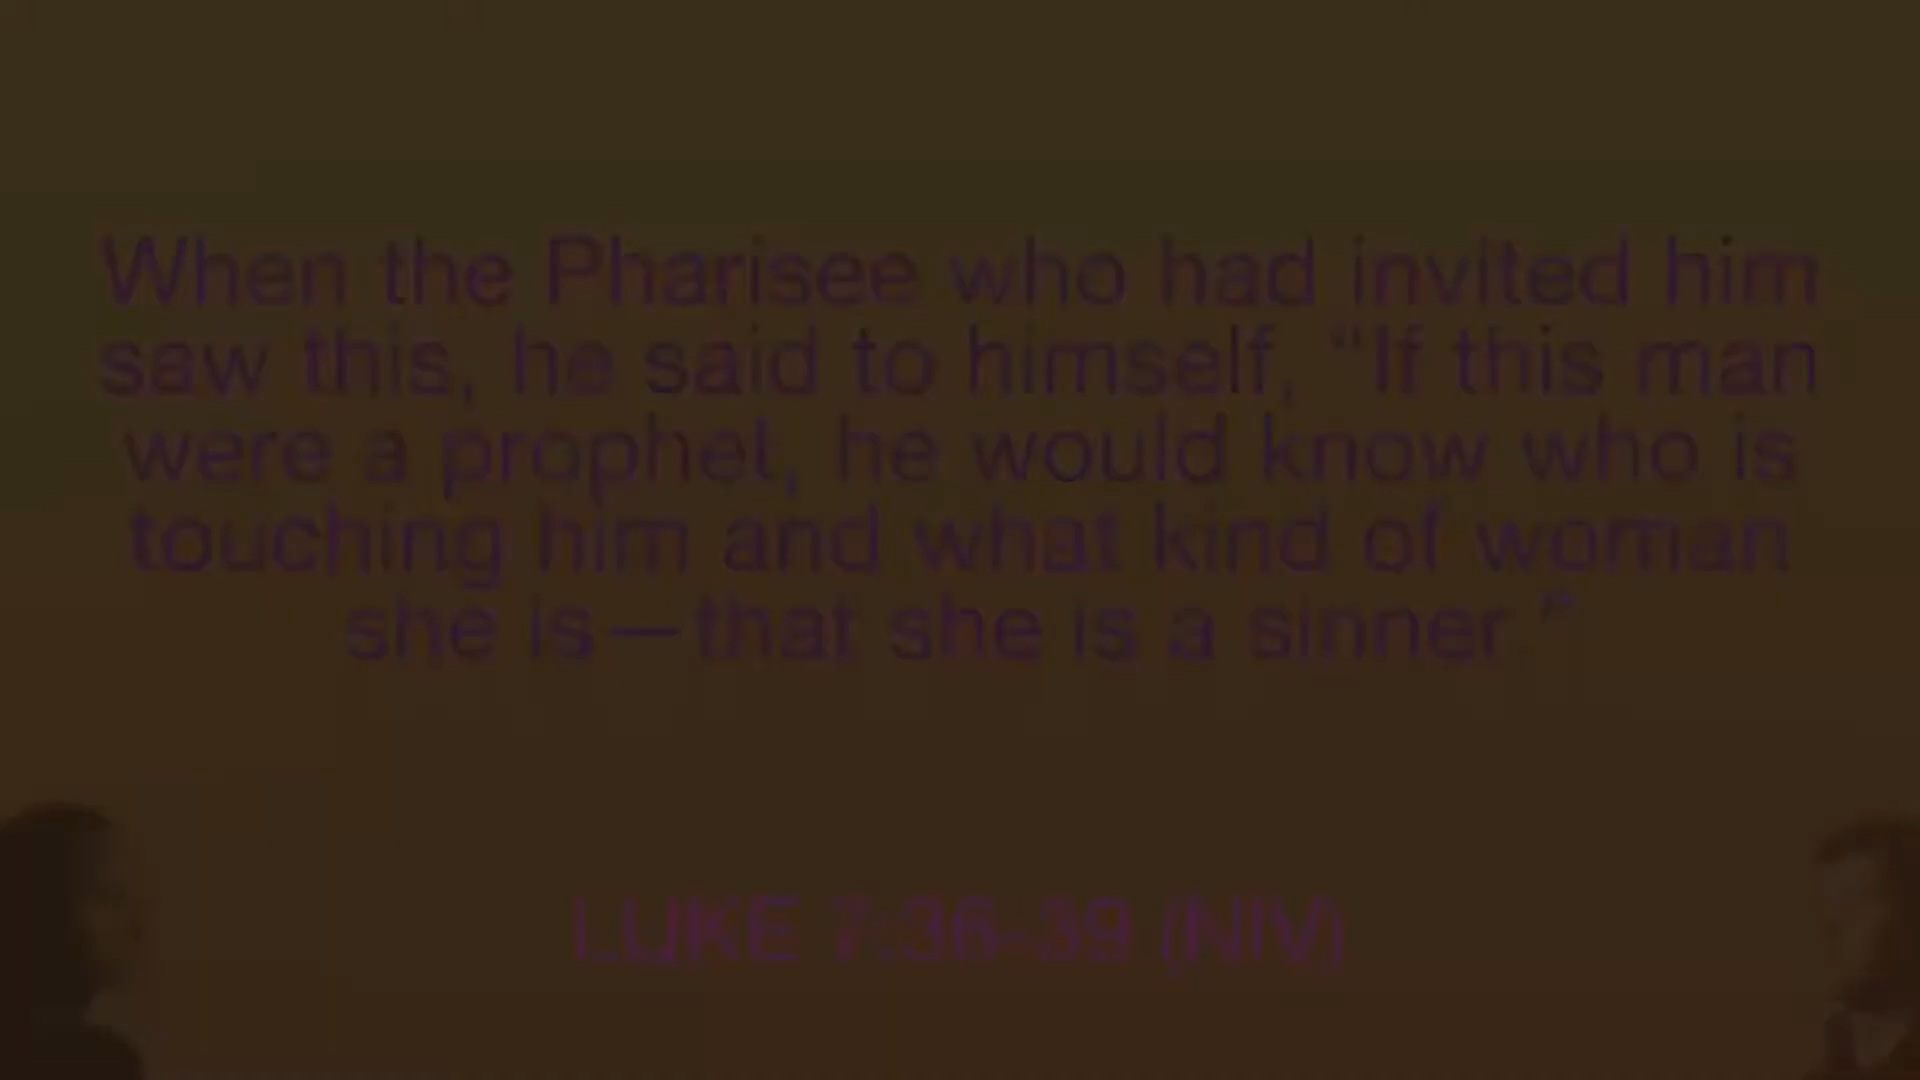 When the Pharisee who had invited him
saw this, he said to himself, “If this man
were a prophet, he would know who is
touching him and what kind of woman
she is—that she is a sinner.”
LUKE 7:36-39 (NIV)